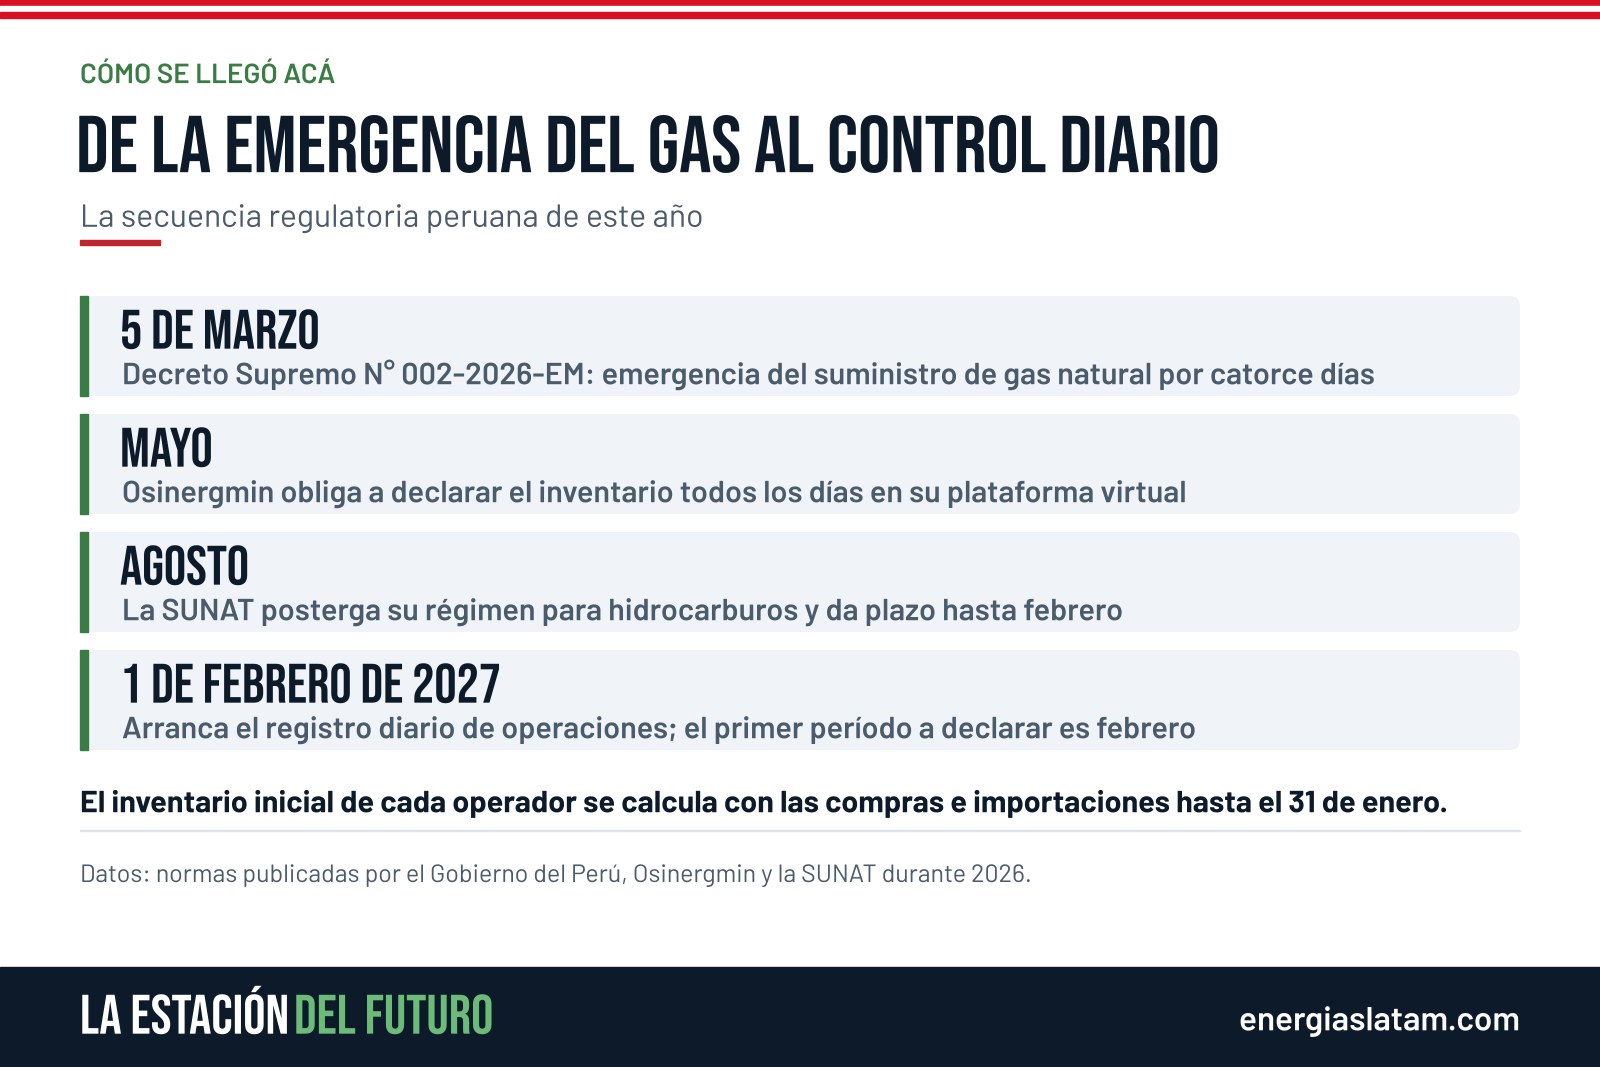 CÓMO SE LLEGÓ ACÁ
DE LA EMERGENCIA DEL GAS AL CONTROL DIARIO
La secuencia regulatoria peruana de este año
5 DE MARZO
Decreto Supremo N° 002-2026-EM: emergencia del suministro de gas natural por catorce días
MAYO
Osinergmin obliga a declarar el inventario todos los días en su plataforma virtual
AGOSTO
La SUNAT posterga su régimen para hidrocarburos y da plazo hasta febrero
1 DE FEBRERO DE 2027
Arranca el registro diario de operaciones; el primer período a declarar es febrero
El inventario inicial de cada operador se calcula con las compras e importaciones hasta el 31 de enero.
Datos: normas publicadas por el Gobierno del Perú, Osinergmin y la SUNAT durante 2026.
LA ESTACIÓN DEL FUTURO
energiaslatam.com